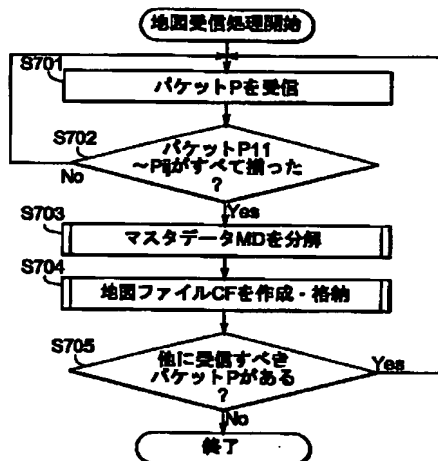 地図受信処理開始
S701
パケットPを受信
S702
パケットP11
~Pijがすべて揃った
?
No
Yes
S703
マスタデータMDを分解
S704
地図ファイルCFを作成・格納
S705
他に受信すべき
パケットPがある
?
Yes
No
終了